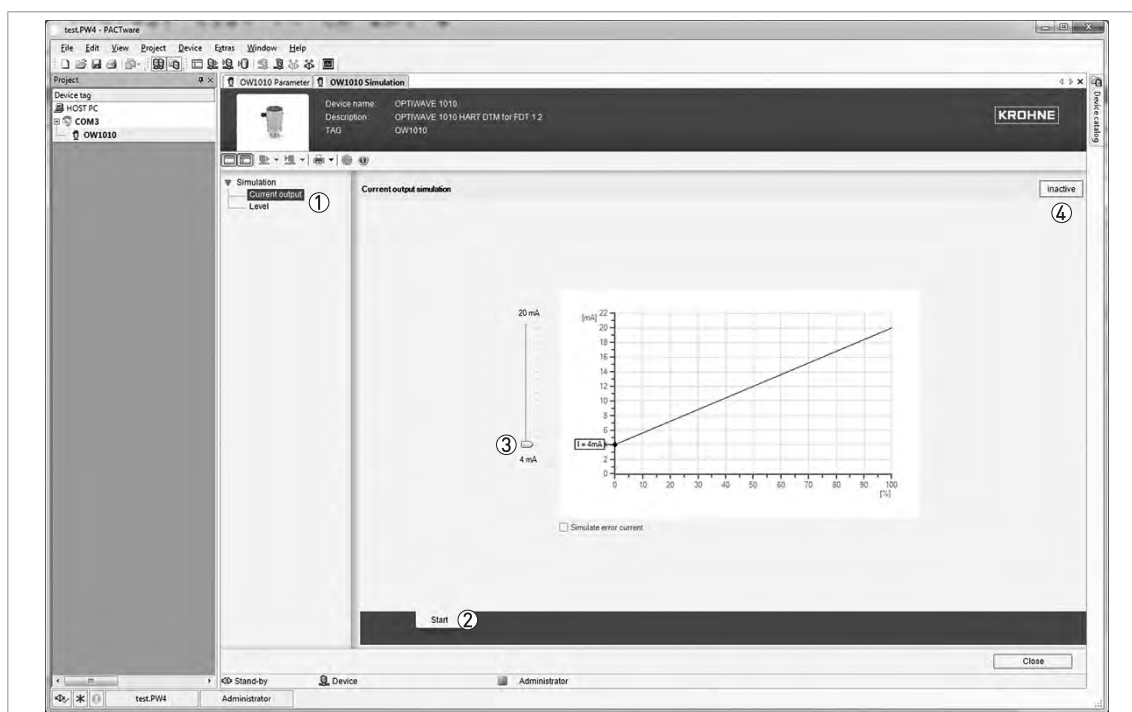 test.PW4 - PACTware
File Edit View Project Device Extras Window Help
Project
Device tag
HOST PC
COM3
OW1010
OW1010 Parameter
OW1010 Simulation
Device name: OPTIWAVE 1010
Description: OPTIWAVE 1010 HART DTM for FDT 1.2
TAG OW1010
KROHNE
Device catalog
Simulation
Current output
Level
①
Current output simulation
inactive
④
20 mA
③
4 mA
[mA]
22
20
18
16
14
12
10
8
6
I = 4mA
2
0
0 10 20 30 40 50 60 70 80 90 100
[%]
Simulate error current
Start ②
Close
Stand-by Device Administrator
test.PW4 Administrator